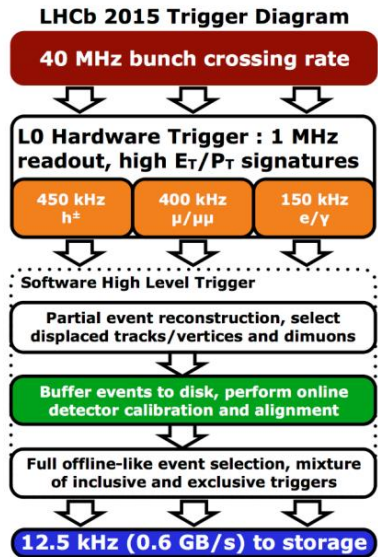 LHCb 2015 Trigger Diagram
40 MHz bunch crossing rate
L0 Hardware Trigger : 1 MHz
readout, high Eᴛ/Pᴛ signatures
450 kHz
h±
400 kHz
μ/μμ
150 kHz
e/γ
Software High Level Trigger
Partial event reconstruction, select
displaced tracks/vertices and dimuons
Buffer events to disk, perform online
detector calibration and alignment
Full offline-like event selection, mixture
of inclusive and exclusive triggers
12.5 kHz (0.6 GB/s) to storage